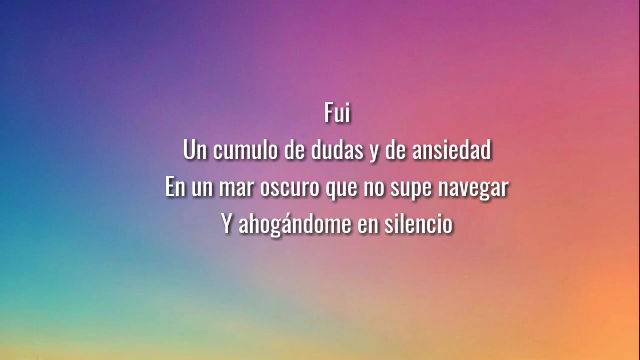 Fui
Un cumulo de dudas y de ansiedad
En un mar oscuro que no supe navegar
Y ahogándome en silencio